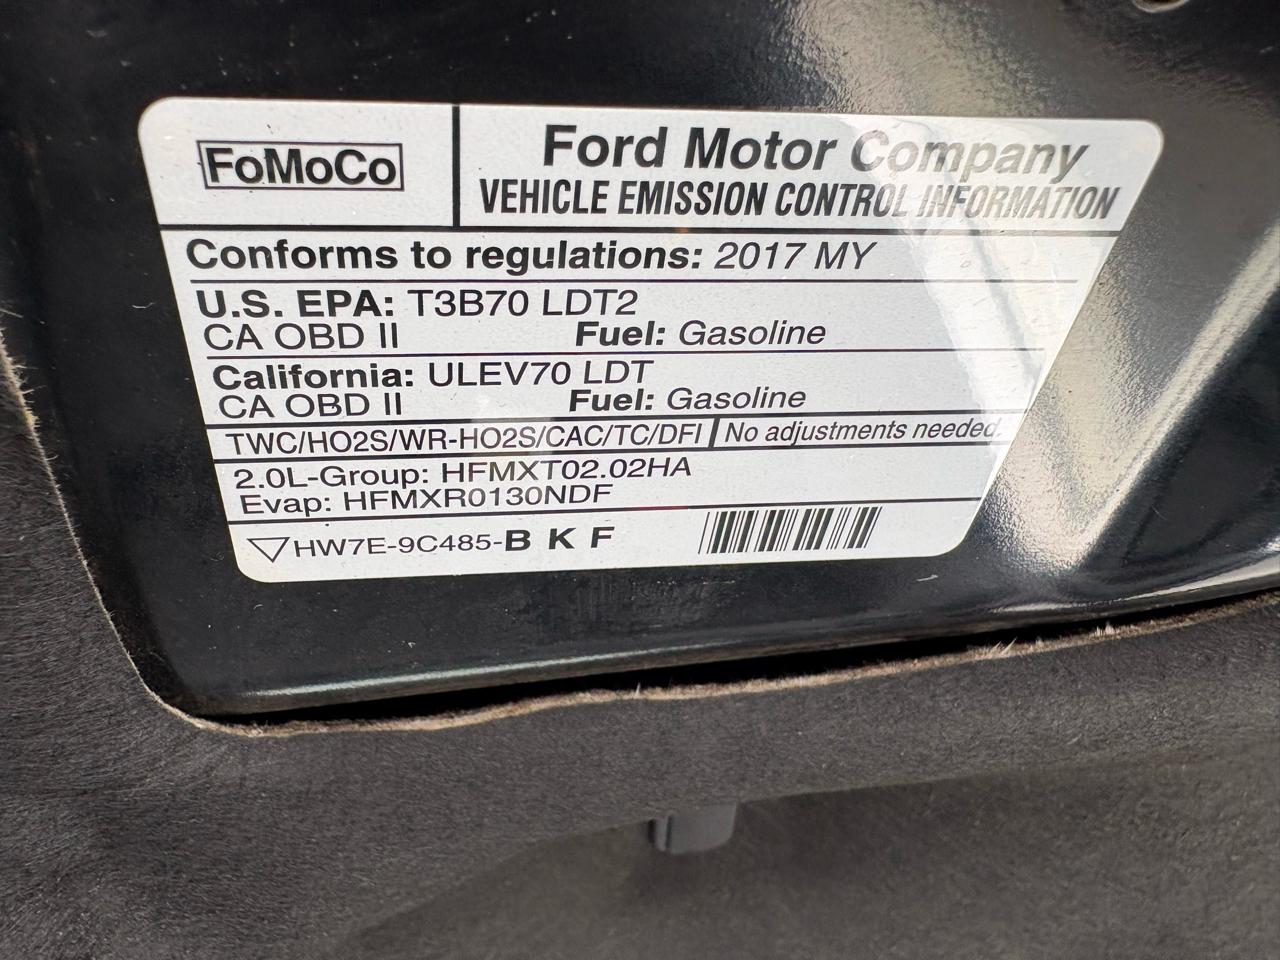 FoMoCo
Ford Motor Company
VEHICLE EMISSION CONTROL INFORMATION
Conforms to regulations: 2017 MY
U.S. EPA: T3B70 LDT2
CA OBD II Fuel: Gasoline
California: ULEV70 LDT
CA OBD II Fuel: Gasoline
TWC/HO2S/WR-HO2S/CAC/TC/DFI No adjustments needed.
2.0L-Group: HFMXT02.02HA
Evap: HFMXR0130NDF
HW7E-9C485-B K F